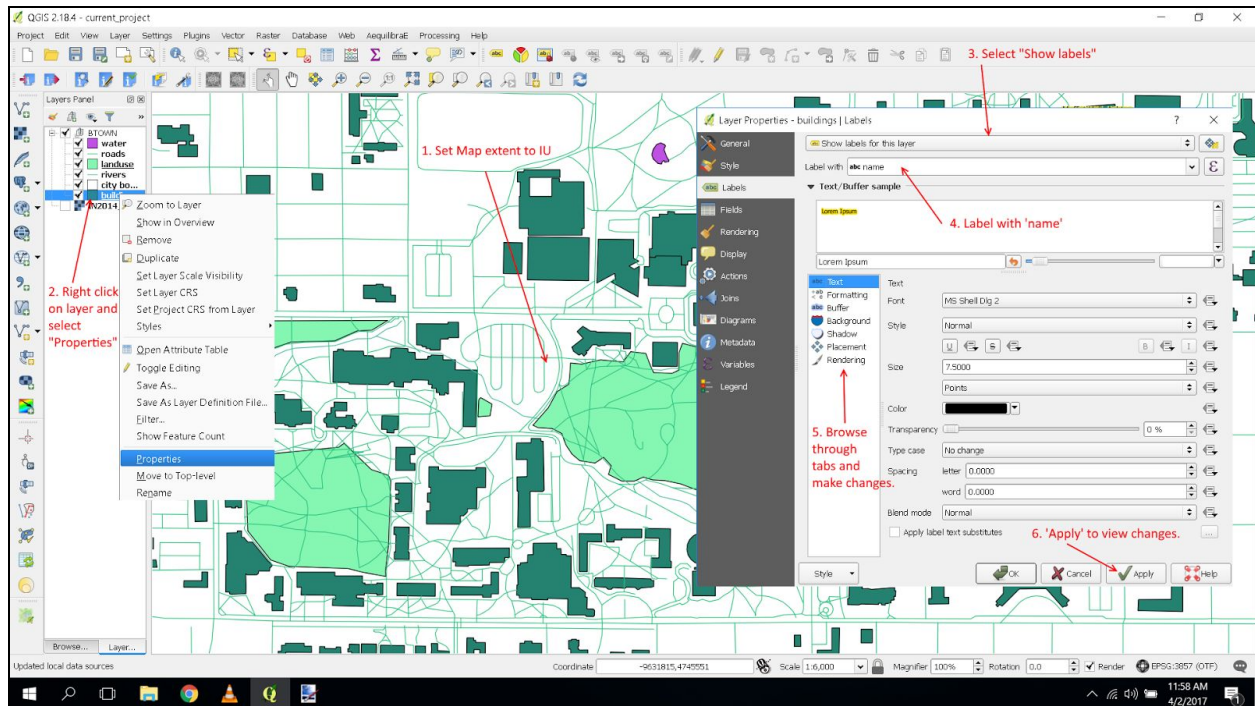 QGIS 2.18.4 - current_project
Project Edit View Layer Settings Plugins Vector Raster Database Web AequilibraE Processing Help
3. Select "Show labels"
Layers Panel
BTOWN
water
roads
landuse
rivers
city bo...
1. Set Map extent to IU
2. Right click
on layer and
select
"Properties"
Zoom to Layer
Show in Overview
Remove
Duplicate
Set Layer Scale Visibility
Set Layer CRS
Set Project CRS from Layer
Styles
Open Attribute Table
Toggle Editing
Save As...
Save As Layer Definition File...
Filter...
Show Feature Count
Properties
Move to Top-level
Rename
Layer Properties - buildings | Labels
General
Style
Labels
Fields
Rendering
Display
Actions
Joins
Diagrams
Metadata
Variables
Legend
Show labels for this layer
Label with abc name
Text/Buffer sample
Lorem Ipsum
4. Label with 'name'
Lorem Ipsum
Text
Formatting
Buffer
Background
Shadow
Placement
Rendering
5. Browse
through
tabs and
make changes.
Text
Font MS Shell Dlg 2
Style Normal
U S B I
Size 7.5000
Points
Color
Transparency 0 %
Type case No change
Spacing letter 0.0000
word 0.0000
Blend mode Normal
Apply label text substitutes ...
6. 'Apply' to view changes.
Style OK Cancel Apply Help
Browse... Layer...
Updated local data sources
Coordinate -9631815,4745551 Scale 1:6,000 Magnifier 100% Rotation 0.0 Render EPSG:3857 (OTF)
11:58 AM
4/2/2017